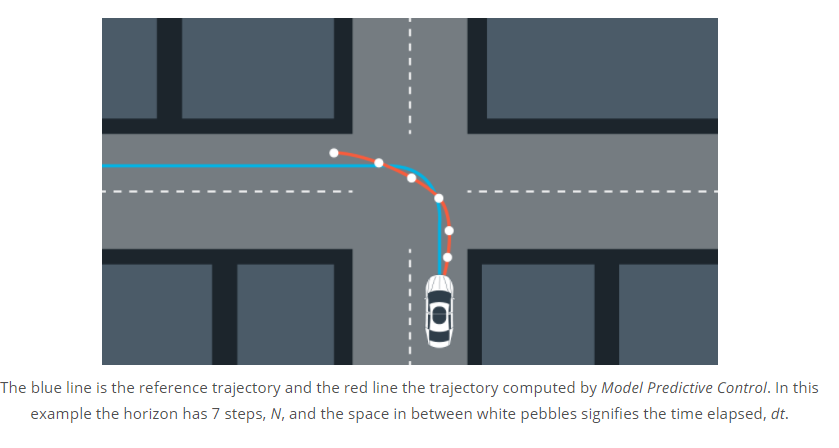 The blue line is the reference trajectory and the red line the trajectory computed by Model Predictive Control. In this
example the horizon has 7 steps, N, and the space in between white pebbles signifies the time elapsed, dt.